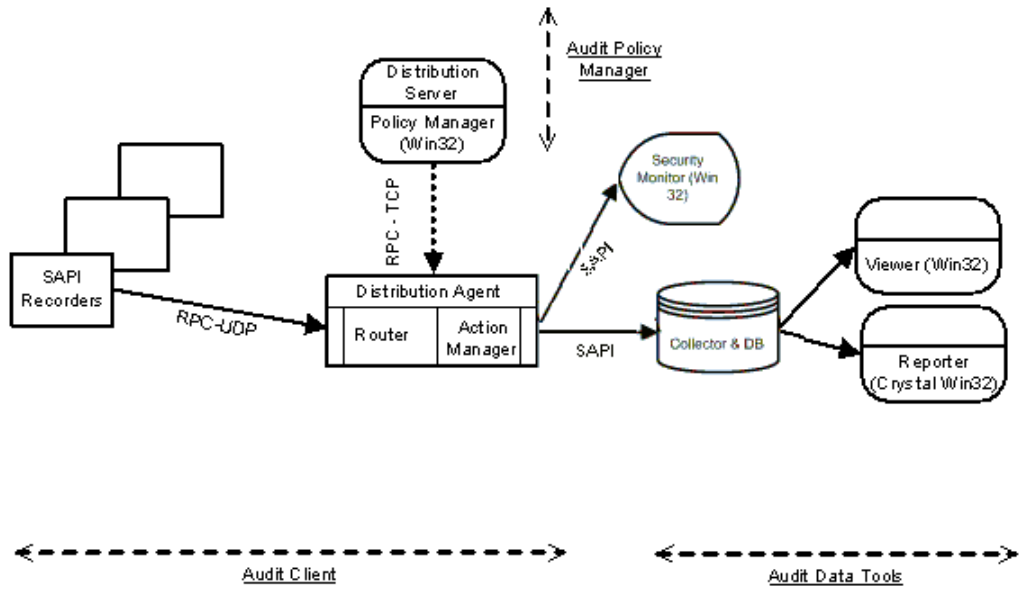 Audit Policy
Manager
Distribution
Server
Policy Manager
(Win32)
RPC - TCP
Security
Monitor (Win
32)
SAPI
Recorders
RPC-UDP
Distribution Agent
Router
Action
Manager
SAPI
SAPI
Collector & DB
Viewer (Win32)
Reporter
(Crystal Win32)
Audit Client
Audit Data Tools